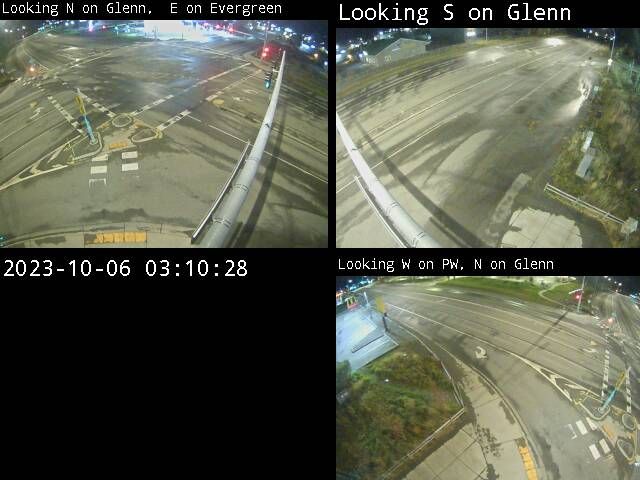 Looking N on Glenn, E on Evergreen
Looking S on Glenn
2023-10-06 03:10:28
Looking W on PW, N on Glenn